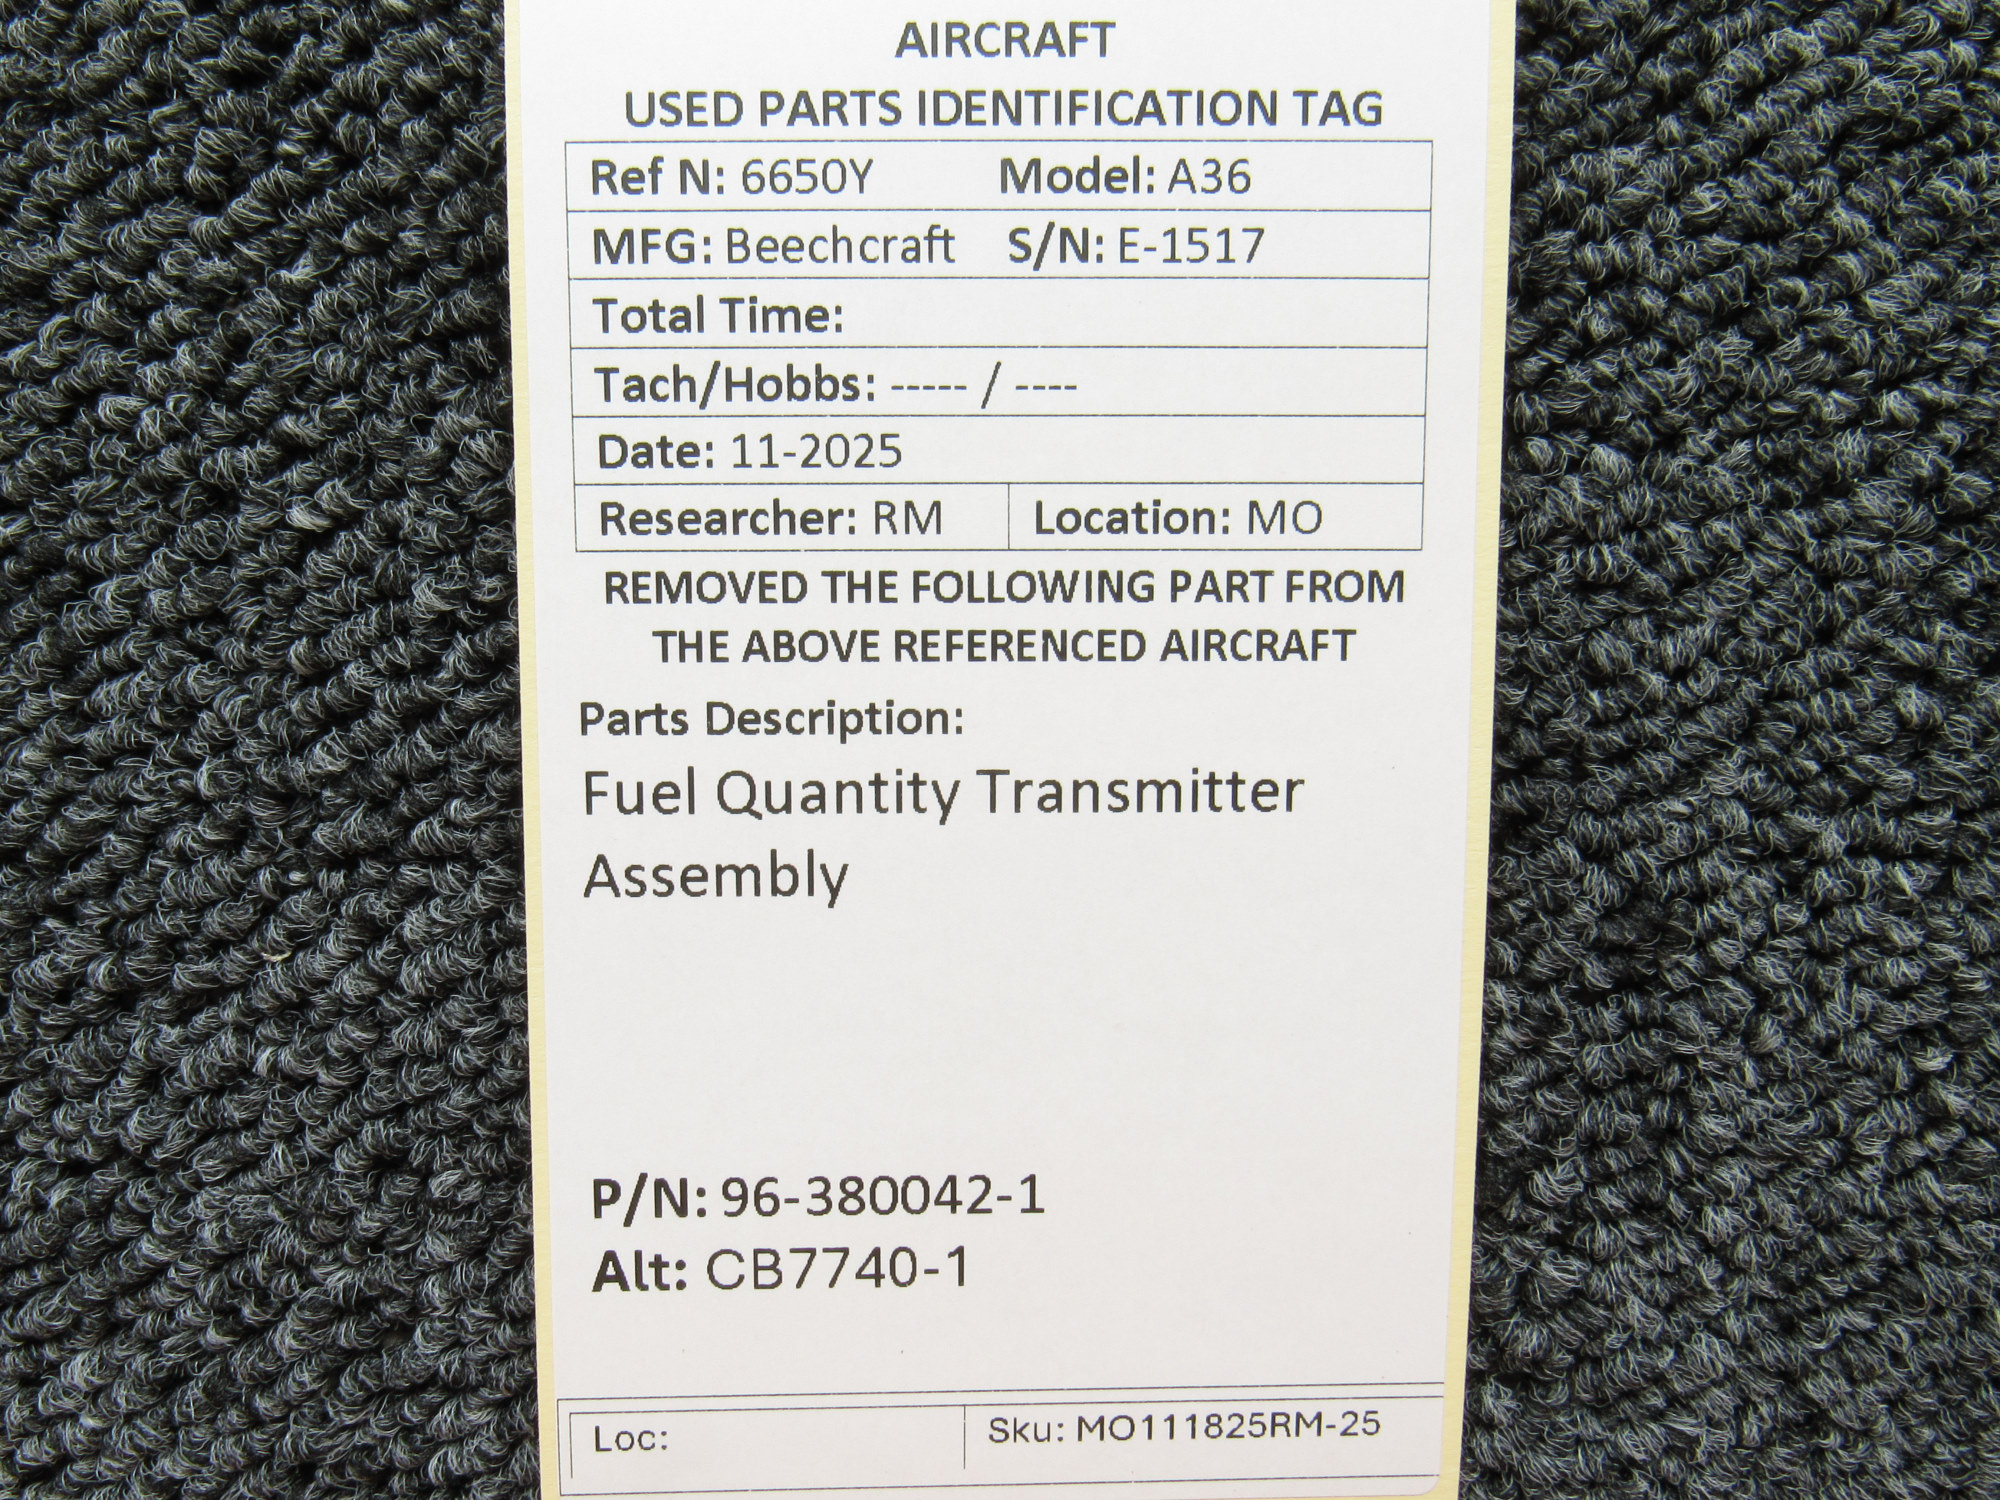 AIRCRAFT
USED PARTS IDENTIFICATION TAG
Ref N: 6650Y Model: A36
MFG: Beechcraft S/N: E-1517
Total Time:
Tach/Hobbs: ----- / ----
Date: 11-2025
Researcher: RM Location: MO
REMOVED THE FOLLOWING PART FROM
THE ABOVE REFERENCED AIRCRAFT
Parts Description:
Fuel Quantity Transmitter
Assembly
P/N: 96-380042-1
Alt: CB7740-1
Loc: Sku: MO111825RM-25